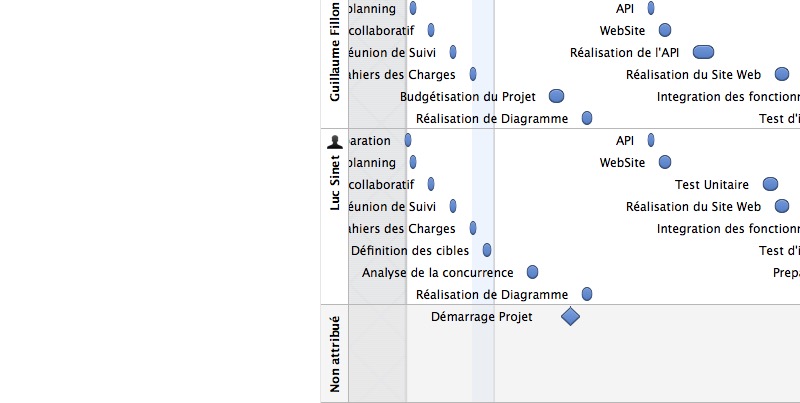 Guillaume Fillon
planning
API
collaboratif
WebSite
éunion de Suivi
Réalisation de l'API
ahiers des Charges
Réalisation du Site Web
Budgétisation du Projet
Integration des fonctionn
Réalisation de Diagramme
Test d'i
Luc Sinet
paration
API
planning
WebSite
collaboratif
Test Unitaire
éunion de Suivi
Réalisation du Site Web
ahiers des Charges
Integration des fonctionn
Définition des cibles
Test d'i
Analyse de la concurrence
Prepa
Réalisation de Diagramme
Non attribué
Démarrage Projet